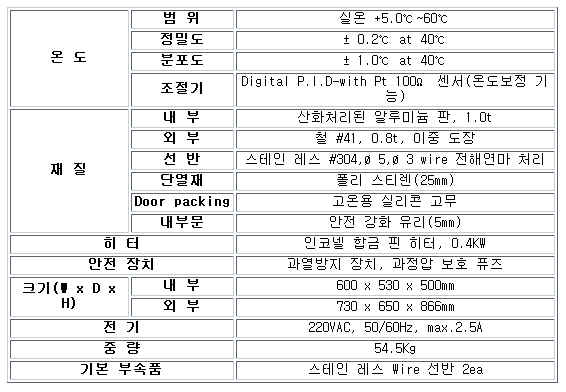 온 도
범 위 실온 +5.0℃~60℃
정밀도 ± 0.2℃ at 40℃
분포도 ± 1.0℃ at 40℃
조절기 Digital P.I.D-with Pt 100Ω 센서(온도보정 기
능)
재 질
내 부 산화처리된 알루미늄 판, 1.0t
외 부 철 #41, 0.8t, 이중 도장
선 반 스테인 레스 #304,ø 5,ø 3 wire 전해연마 처리
단열재 폴리 스티렌(25mm)
Door packing 고온용 실리콘 고무
내부문 안전 강화 유리(5mm)
히 터 인코넬 합금 핀 히터, 0.4KW
안전 장치 과열방지 장치, 과정압 보호 퓨즈
크기(W x D x
H)
내 부 600 x 530 x 500mm
외 부 730 x 650 x 866mm
전 기 220VAC, 50/60Hz, max.2.5A
중 량 54.5Kg
기본 부속품 스테인 레스 Wire 선반 2ea